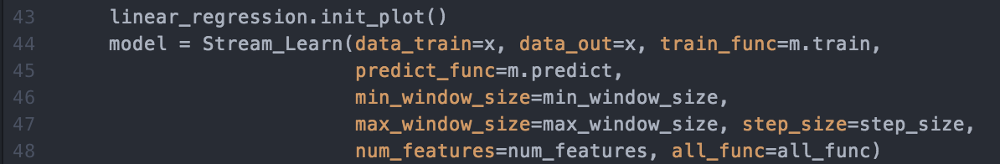 43 linear_regression.init_plot()
44 model = Stream_Learn(data_train=x, data_out=x, train_func=m.train,
45 predict_func=m.predict,
46 min_window_size=min_window_size,
47 max_window_size=max_window_size, step_size=step_size,
48 num_features=num_features, all_func=all_func)